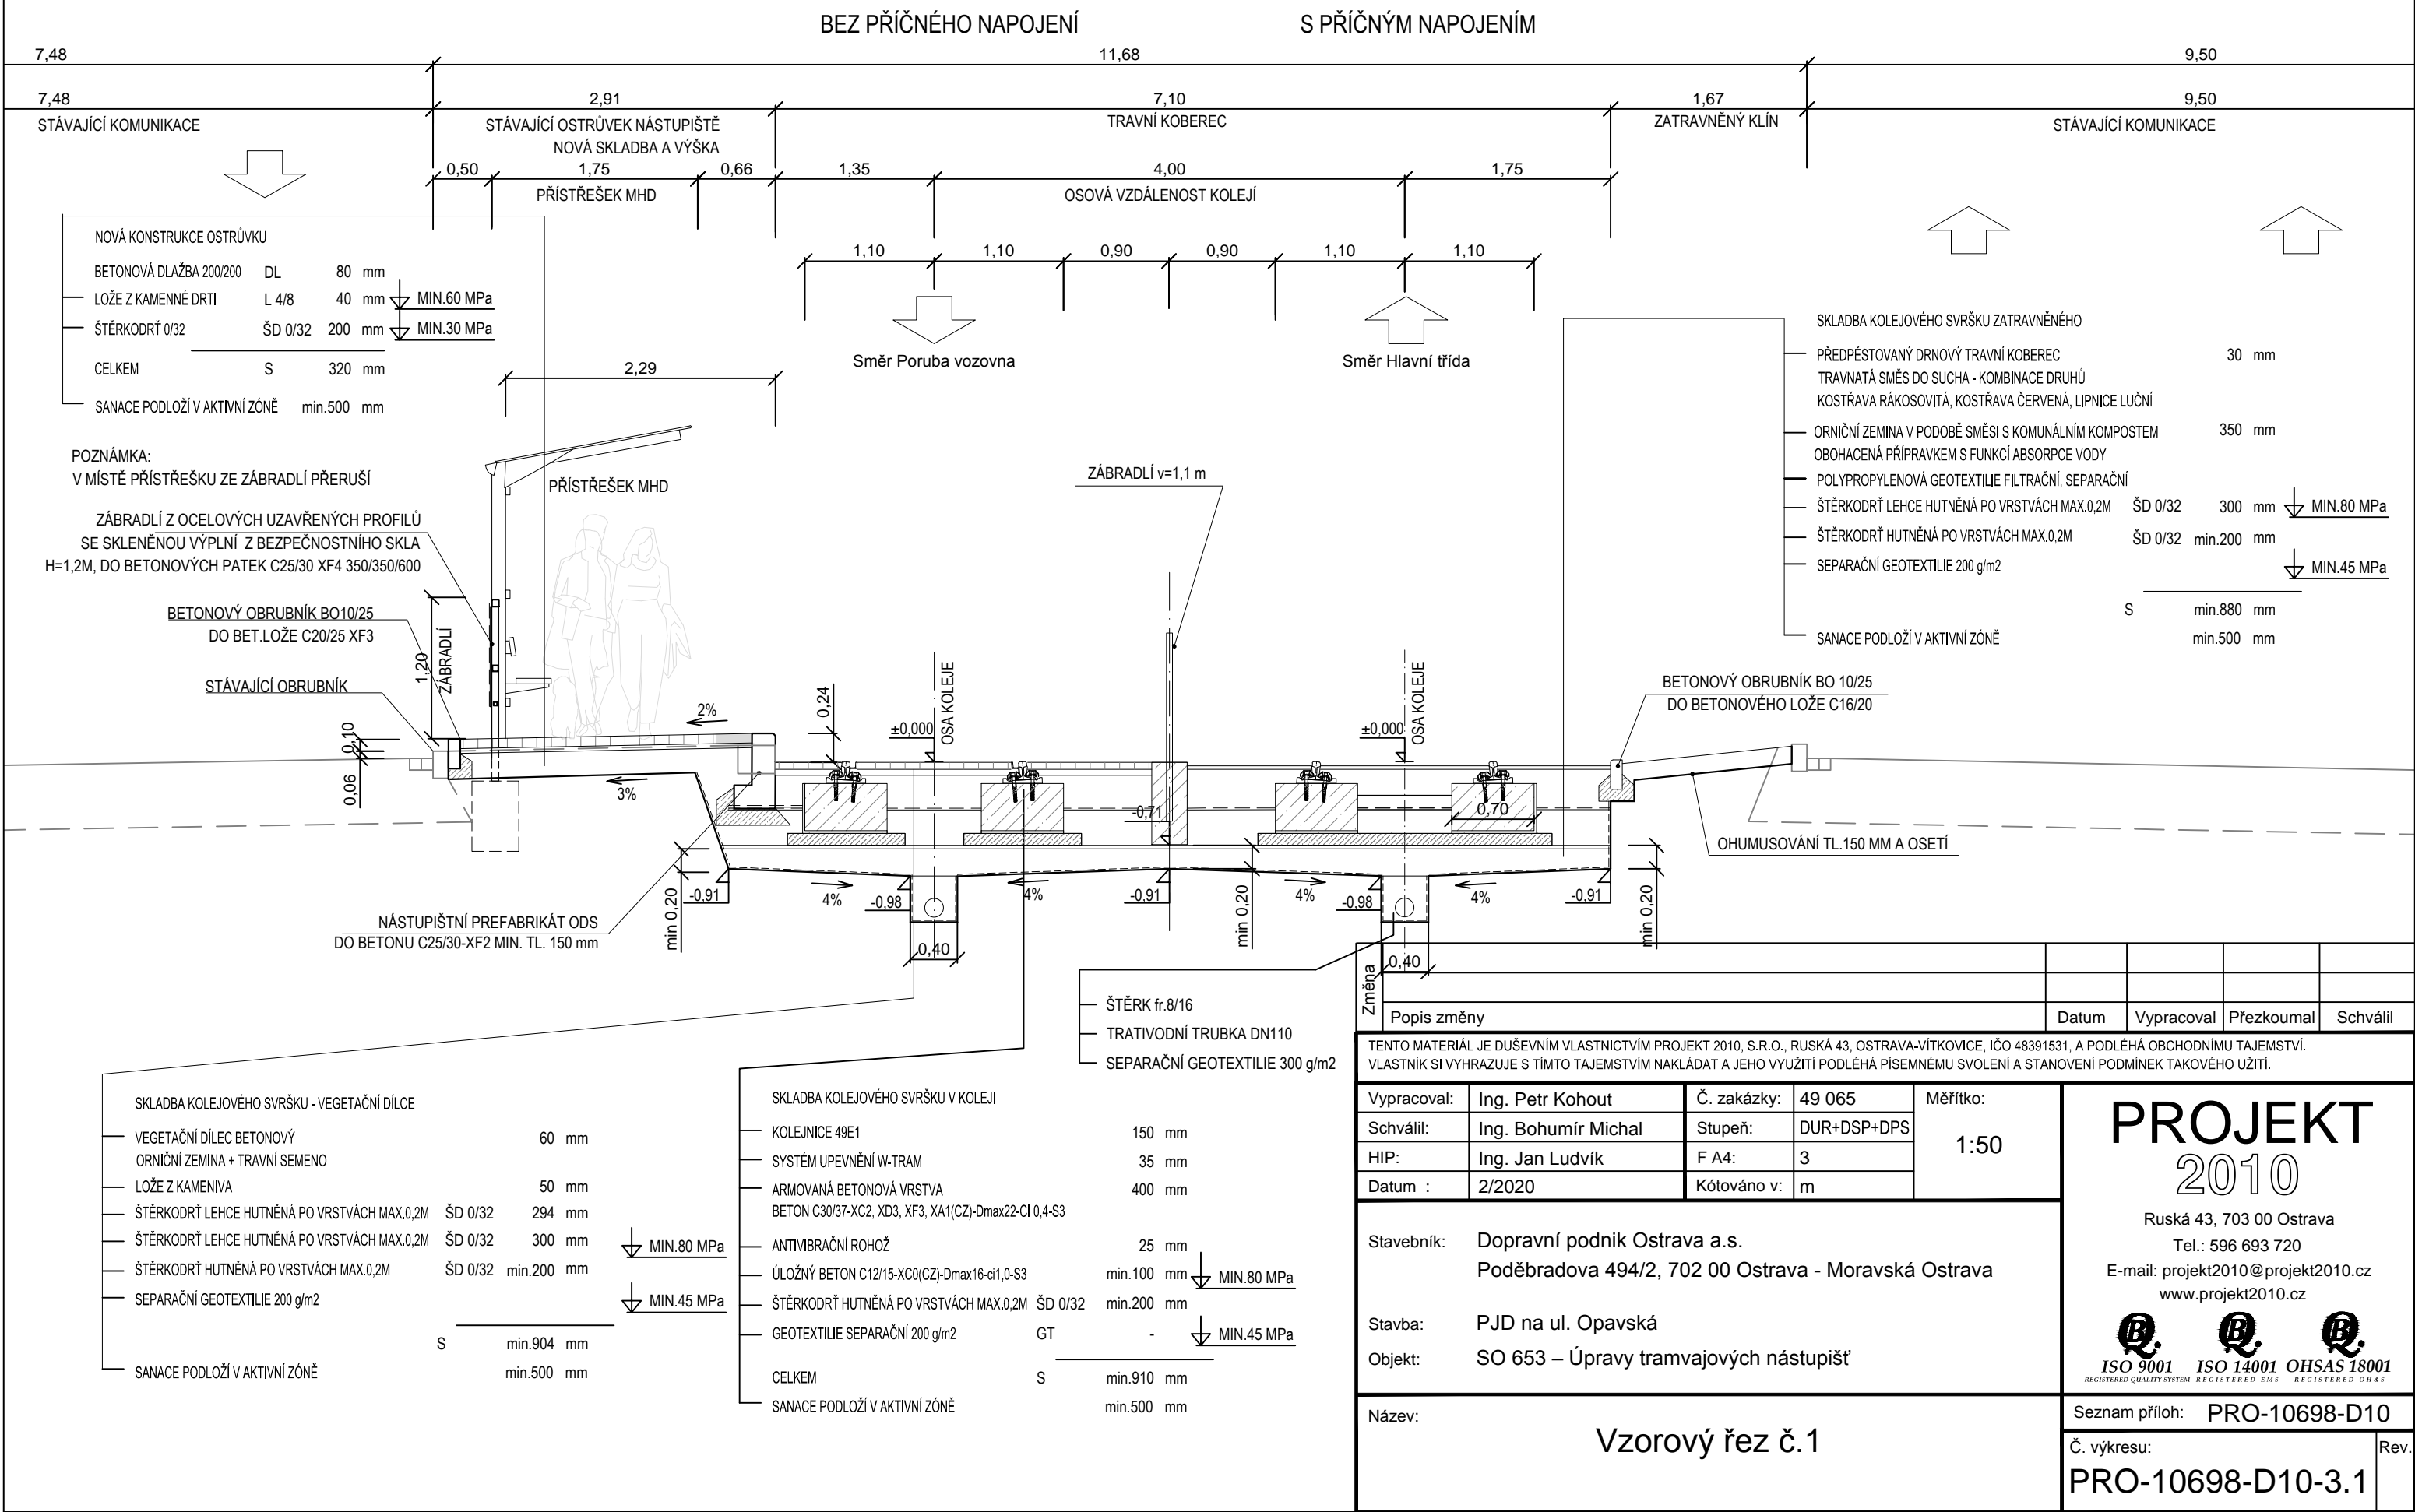 BEZ PŘÍČNÉHO NAPOJENÍ
S PŘÍČNÝM NAPOJENÍM
7,48
11,68
9,50
7,48
2,91
7,10
1,67
9,50
STÁVAJÍCÍ KOMUNIKACE
STÁVAJÍCÍ OSTRŮVEK NÁSTUPIŠTĚ
NOVÁ SKLADBA A VÝŠKA
TRAVNÍ KOBEREC
ZATRAVNĚNÝ KLÍN
STÁVAJÍCÍ KOMUNIKACE
0,50
1,75
0,66
1,35
4,00
1,75
PŘÍSTŘEŠEK MHD
OSOVÁ VZDÁLENOST KOLEJÍ
1,10
1,10
0,90
0,90
1,10
1,10
Směr Poruba vozovna
Směr Hlavní třída
NOVÁ KONSTRUKCE OSTRŮVKU
BETONOVÁ DLAŽBA 200/200 DL 80 mm
LOŽE Z KAMENNÉ DRTI L 4/8 40 mm MIN.60 MPa
ŠTĚRKODRŤ 0/32 ŠD 0/32 200 mm MIN.30 MPa
CELKEM S 320 mm
SANACE PODLOŽÍ V AKTIVNÍ ZÓNĚ min.500 mm
2,29
POZNÁMKA:
V MÍSTĚ PŘÍSTŘEŠKU ZE ZÁBRADLÍ PŘERUŠÍ
PŘÍSTŘEŠEK MHD
ZÁBRADLÍ v=1,1 m
ZÁBRADLÍ Z OCELOVÝCH UZAVŘENÝCH PROFILŮ
SE SKLENĚNOU VÝPLNÍ Z BEZPEČNOSTNÍHO SKLA
H=1,2M, DO BETONOVÝCH PATEK C25/30 XF4 350/350/600
BETONOVÝ OBRUBNÍK BO10/25
DO BET.LOŽE C20/25 XF3
STÁVAJÍCÍ OBRUBNÍK
1,20
ZÁBRADLÍ
0,10
0,06
2%
3%
0,24
±0,000
OSA KOLEJE
±0,000
OSA KOLEJE
-0,71
0,70
SKLADBA KOLEJOVÉHO SVRŠKU ZATRAVNĚNÉHO
PŘEDPĚSTOVANÝ DRNOVÝ TRAVNÍ KOBEREC 30 mm
TRAVNATÁ SMĚS DO SUCHA - KOMBINACE DRUHŮ
KOSTŘAVA RÁKOSOVITÁ, KOSTŘAVA ČERVENÁ, LIPNICE LUČNÍ
ORNIČNÍ ZEMINA V PODOBĚ SMĚSI S KOMUNÁLNÍM KOMPOSTEM 350 mm
OBOHACENÁ PŘÍPRAVKEM S FUNKCÍ ABSORPCE VODY
POLYPROPYLENOVÁ GEOTEXTILIE FILTRAČNÍ, SEPARAČNÍ
ŠTĚRKODRŤ LEHCE HUTNĚNÁ PO VRSTVÁCH MAX.0,2M ŠD 0/32 300 mm MIN.80 MPa
ŠTĚRKODRŤ HUTNĚNÁ PO VRSTVÁCH MAX.0,2M ŠD 0/32 min.200 mm
SEPARAČNÍ GEOTEXTILIE 200 g/m2 MIN.45 MPa
S min.880 mm
SANACE PODLOŽÍ V AKTIVNÍ ZÓNĚ min.500 mm
BETONOVÝ OBRUBNÍK BO 10/25
DO BETONOVÉHO LOŽE C16/20
OHUMUSOVÁNÍ TL.150 MM A OSETÍ
NÁSTUPIŠTNÍ PREFABRIKÁT ODS
DO BETONU C25/30-XF2 MIN. TL. 150 mm
min 0,20
-0,91
4%
-0,98
4%
-0,91
min 0,20
4%
-0,98
4%
-0,91
min 0,20
0,40
0,40
ŠTĚRK fr.8/16
TRATIVODNÍ TRUBKA DN110
SEPARAČNÍ GEOTEXTILIE 300 g/m2
SKLADBA KOLEJOVÉHO SVRŠKU - VEGETAČNÍ DÍLCE
VEGETAČNÍ DÍLEC BETONOVÝ 60 mm
ORNIČNÍ ZEMINA + TRAVNÍ SEMENO
LOŽE Z KAMENIVA 50 mm
ŠTĚRKODRŤ LEHCE HUTNĚNÁ PO VRSTVÁCH MAX.0,2M ŠD 0/32 294 mm
ŠTĚRKODRŤ LEHCE HUTNĚNÁ PO VRSTVÁCH MAX.0,2M ŠD 0/32 300 mm MIN.80 MPa
ŠTĚRKODRŤ HUTNĚNÁ PO VRSTVÁCH MAX.0,2M ŠD 0/32 min.200 mm
SEPARAČNÍ GEOTEXTILIE 200 g/m2 MIN.45 MPa
S min.904 mm
SANACE PODLOŽÍ V AKTIVNÍ ZÓNĚ min.500 mm
SKLADBA KOLEJOVÉHO SVRŠKU V KOLEJI
KOLEJNICE 49E1 150 mm
SYSTÉM UPEVNĚNÍ W-TRAM 35 mm
ARMOVANÁ BETONOVÁ VRSTVA 400 mm
BETON C30/37-XC2, XD3, XF3, XA1(CZ)-Dmax22-Cl 0,4-S3
ANTIVIBRAČNÍ ROHOŽ 25 mm
ÚLOŽNÝ BETON C12/15-XC0(CZ)-Dmax16-ci1,0-S3 min.100 mm MIN.80 MPa
ŠTĚRKODRŤ HUTNĚNÁ PO VRSTVÁCH MAX.0,2M ŠD 0/32 min.200 mm
GEOTEXTILIE SEPARAČNÍ 200 g/m2 GT - MIN.45 MPa
CELKEM S min.910 mm
SANACE PODLOŽÍ V AKTIVNÍ ZÓNĚ min.500 mm
Změna
Popis změny Datum Vypracoval Přezkoumal Schválil
TENTO MATERIÁL JE DUŠEVNÍM VLASTNICTVÍM PROJEKT 2010, S.R.O., RUSKÁ 43, OSTRAVA-VÍTKOVICE, IČO 48391531, A PODLÉHÁ OBCHODNÍMU TAJEMSTVÍ.
VLASTNÍK SI VYHRAZUJE S TÍMTO TAJEMSTVÍM NAKLÁDAT A JEHO VYUŽITÍ PODLÉHÁ PÍSEMNÉMU SVOLENÍ A STANOVENÍ PODMÍNEK TAKOVÉHO UŽITÍ.
Vypracoval: Ing. Petr Kohout Č. zakázky: 49 065 Měřítko:
Schválil: Ing. Bohumír Michal Stupeň: DUR+DSP+DPS
1:50
HIP: Ing. Jan Ludvík F A4: 3
Datum : 2/2020 Kótováno v: m
PROJEKT
2010
Ruská 43, 703 00 Ostrava
Tel.: 596 693 720
E-mail: projekt2010@projekt2010.cz
www.projekt2010.cz
BQ. BQ. BQ.
ISO 9001 ISO 14001 OHSAS 18001
REGISTERED QUALITY SYSTEM REGISTERED EMS REGISTERED OH&S
Stavebník: Dopravní podnik Ostrava a.s.
Poděbradova 494/2, 702 00 Ostrava - Moravská Ostrava
Stavba: PJD na ul. Opavská
Objekt: SO 653 – Úpravy tramvajových nástupišť
Název:
Vzorový řez č.1
Seznam příloh: PRO-10698-D10
Č. výkresu: Rev.
PRO-10698-D10-3.1